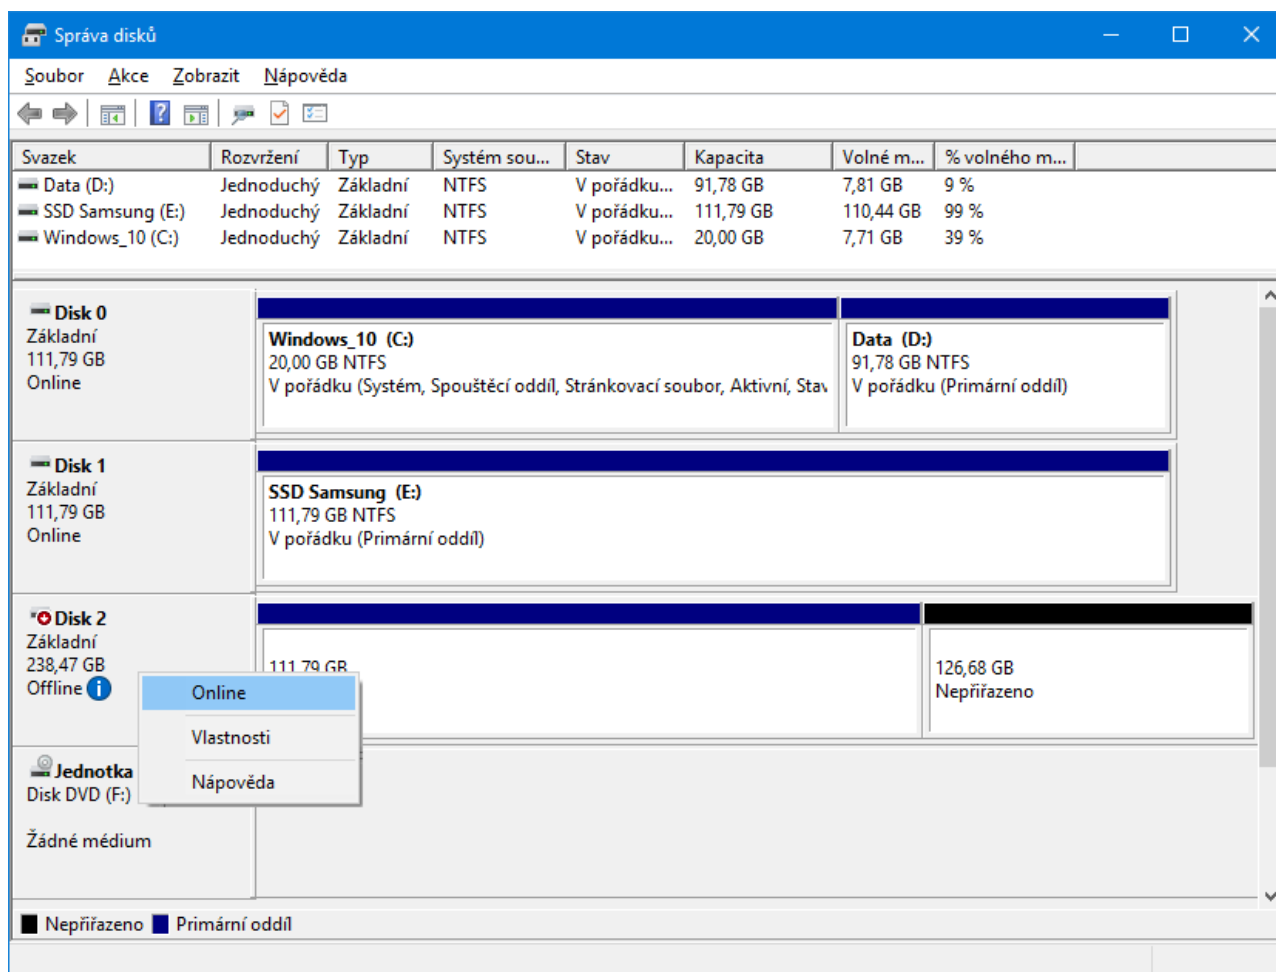 Správa disků
Soubor Akce Zobrazit Nápověda
Svazek Rozvržení Typ Systém sou... Stav Kapacita Volné m... % volného m...
Data (D:) Jednoduchý Základní NTFS V pořádku... 91,78 GB 7,81 GB 9 %
SSD Samsung (E:) Jednoduchý Základní NTFS V pořádku... 111,79 GB 110,44 GB 99 %
Windows_10 (C:) Jednoduchý Základní NTFS V pořádku... 20,00 GB 7,71 GB 39 %
Disk 0
Základní
111,79 GB
Online
Windows_10 (C:)
20,00 GB NTFS
V pořádku (Systém, Spouštěcí oddíl, Stránkovací soubor, Aktivní, Stav
Data (D:)
91,78 GB NTFS
V pořádku (Primární oddíl)
Disk 1
Základní
111,79 GB
Online
SSD Samsung (E:)
111,79 GB NTFS
V pořádku (Primární oddíl)
Disk 2
Základní
238,47 GB
Offline
111,79 GB
126,68 GB
Nepřiřazeno
Online
Vlastnosti
Nápověda
Jednotka
Disk DVD (F:)
Žádné médium
Nepřiřazeno Primární oddíl